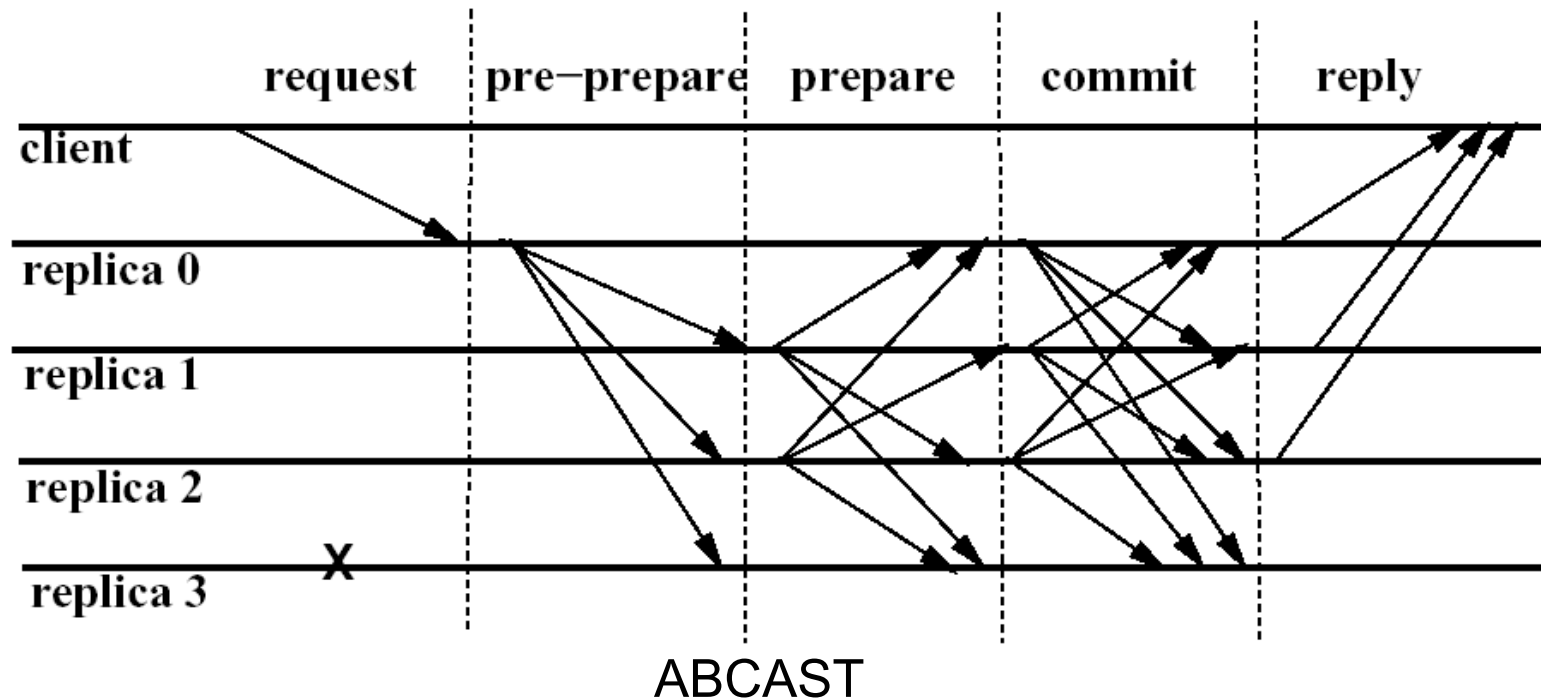 request pre−prepare prepare commit reply
client
replica 0
replica 1
replica 2
X
replica 3
ABCAST